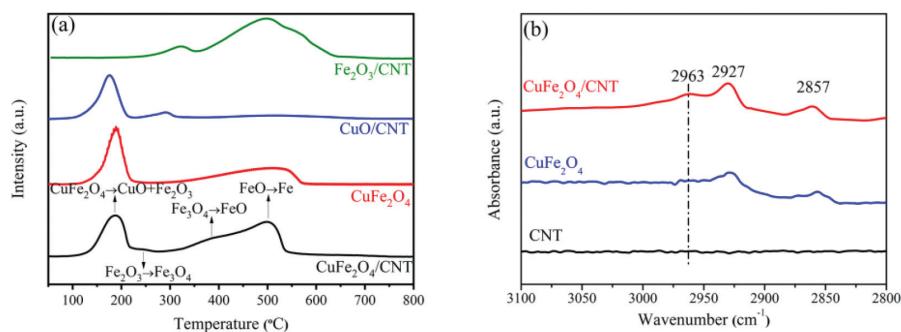 (a)
Fe₂O₃/CNT
CuO/CNT
CuFe₂O₄→CuO+Fe₂O₃
FeO→Fe
CuFe₂O₄
Fe₃O₄→FeO
Fe₂O₃→Fe₃O₄
CuFe₂O₄/CNT
Intensity (a.u.)
100 200 300 400 500 600 700 800
Temperature (°C)
(b)
2963 2927 2857
CuFe₂O₄/CNT
CuFe₂O₄
CNT
Absorbance (a.u.)
3100 3050 3000 2950 2900 2850 2800
Wavenumber (cm⁻¹)